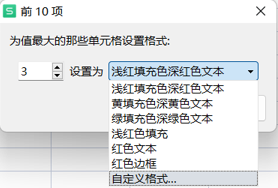 S 前 10 项
为值最大的那些单元格设置格式:
3 设置为 浅红填充色深红色文本
浅红填充色深红色文本
黄填充色深黄色文本
绿填充色深绿色文本
浅红色填充
红色文本
红色边框
自定义格式...